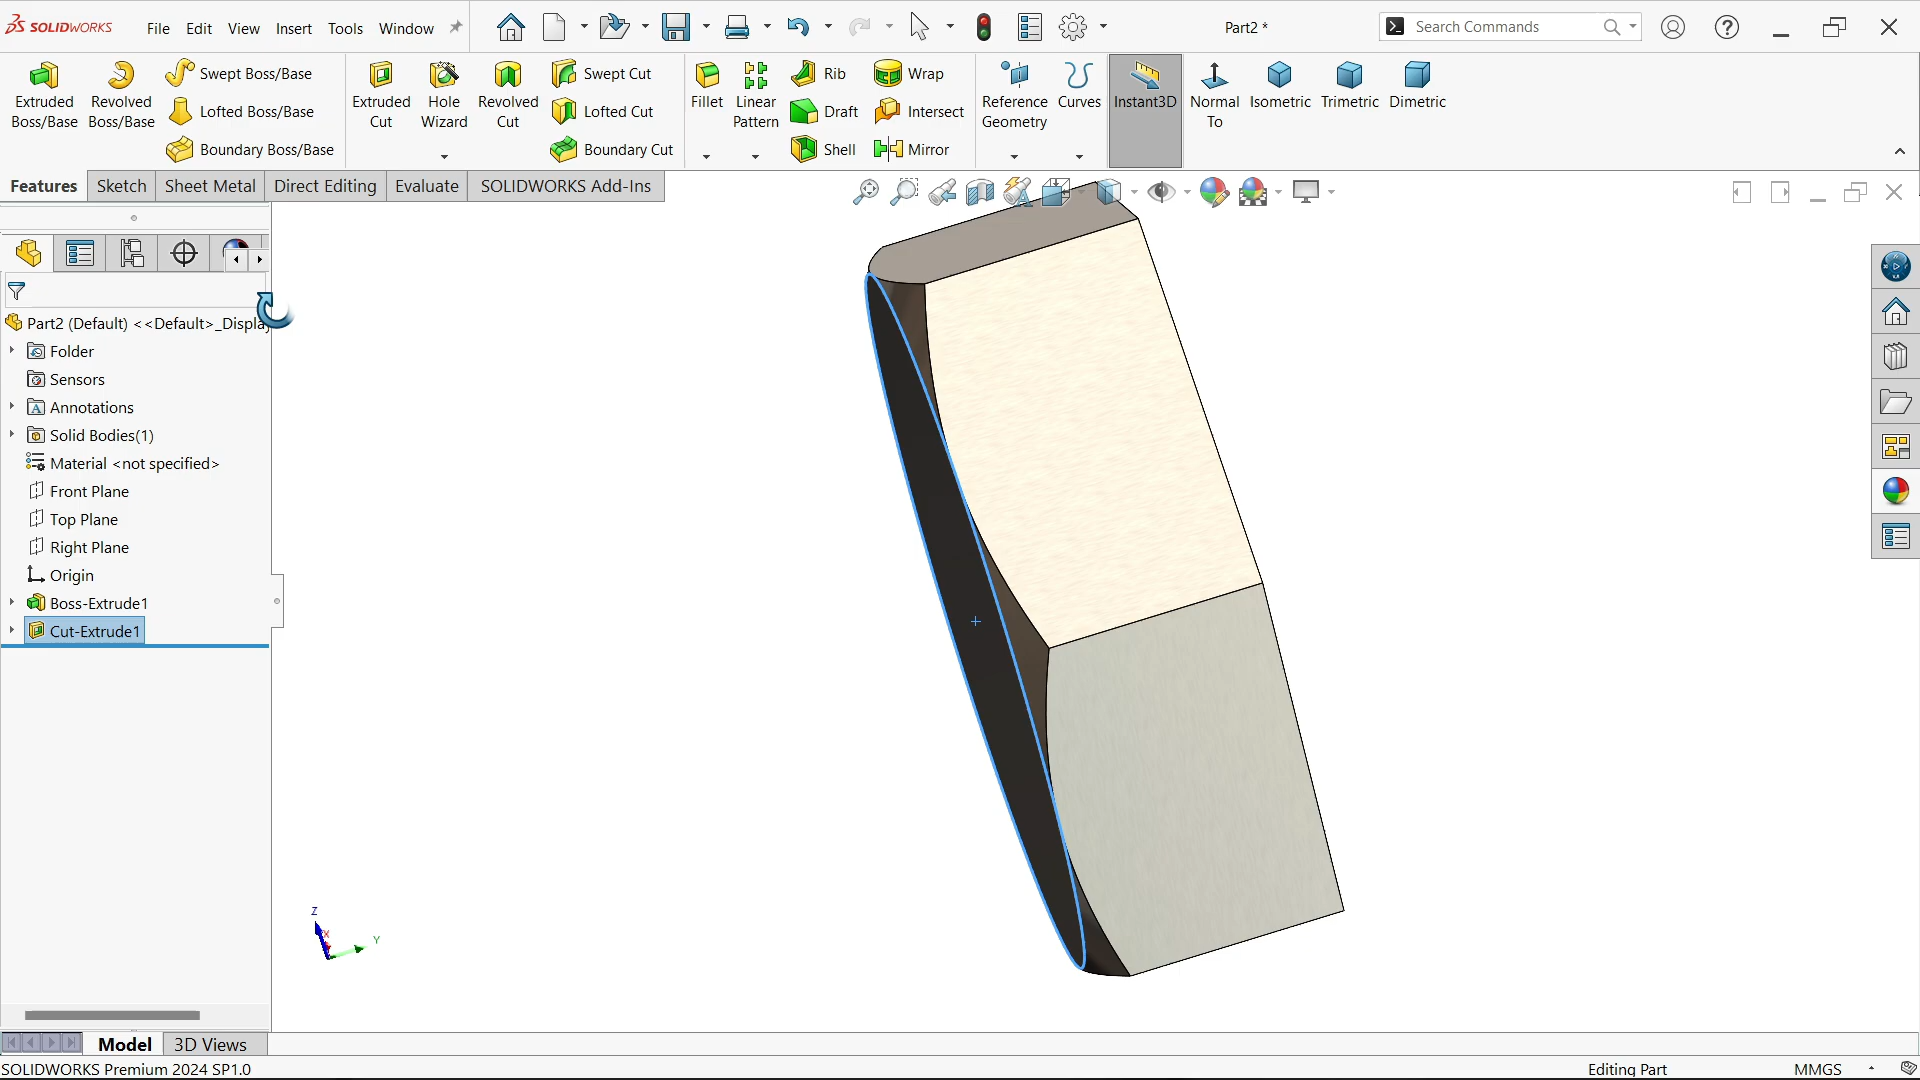 SOLIDWORKS File Edit View Insert Tools Window Part2 * Search Commands
Extruded Boss/Base
Revolved Boss/Base
Swept Boss/Base
Lofted Boss/Base
Boundary Boss/Base
Extruded Cut
Hole Wizard
Revolved Cut
Swept Cut
Lofted Cut
Boundary Cut
Fillet
Linear Pattern
Rib
Draft
Shell
Wrap
Intersect
Mirror
Reference Geometry
Curves
Instant3D
Normal To
Isometric
Trimetric
Dimetric
Features Sketch Sheet Metal Direct Editing Evaluate SOLIDWORKS Add-Ins
Part2 (Default) <<Default>_Displa
Folder
Sensors
Annotations
Solid Bodies(1)
Material <not specified>
Front Plane
Top Plane
Right Plane
Origin
Boss-Extrude1
Cut-Extrude1
Z
X
Y
Model 3D Views
SOLIDWORKS Premium 2024 SP1.0 Editing Part MMGS